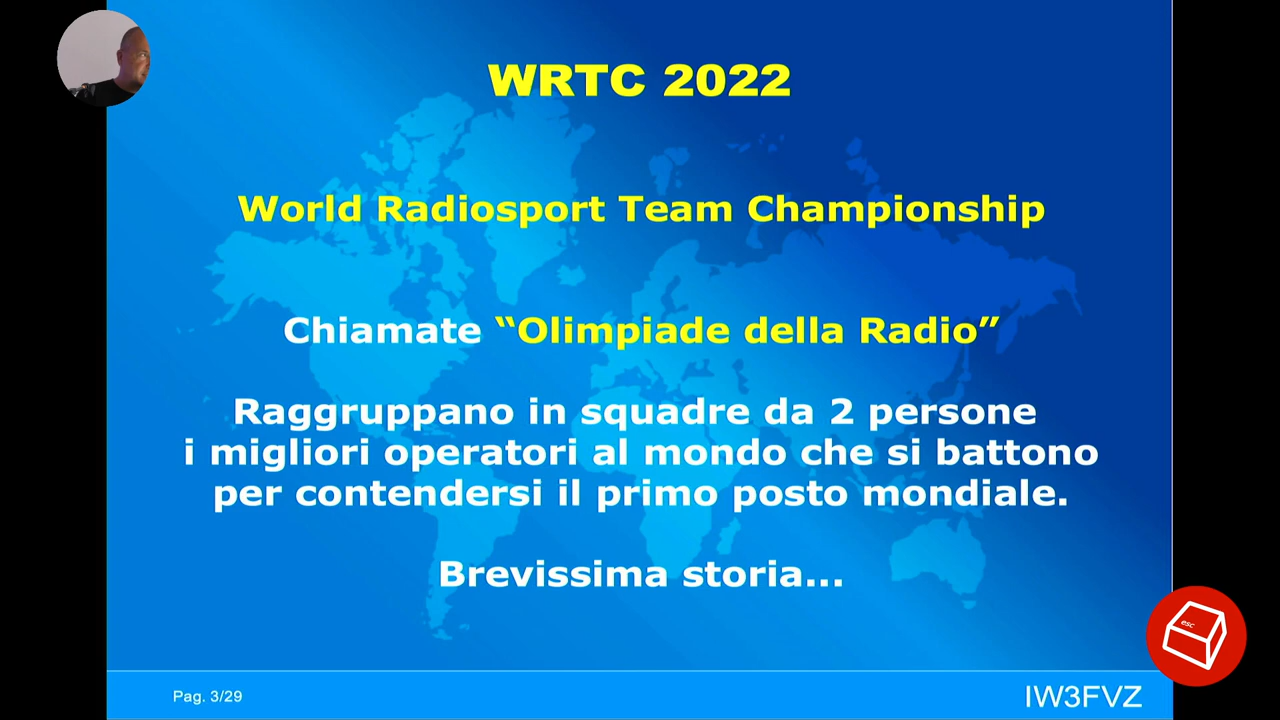 WRTC 2022
World Radiosport Team Championship
Chiamate “Olimpiade della Radio”
Raggruppano in squadre da 2 persone
i migliori operatori al mondo che si battono
per contendersi il primo posto mondiale.
Brevissima storia...
esc
Pag. 3/29
IW3FVZ